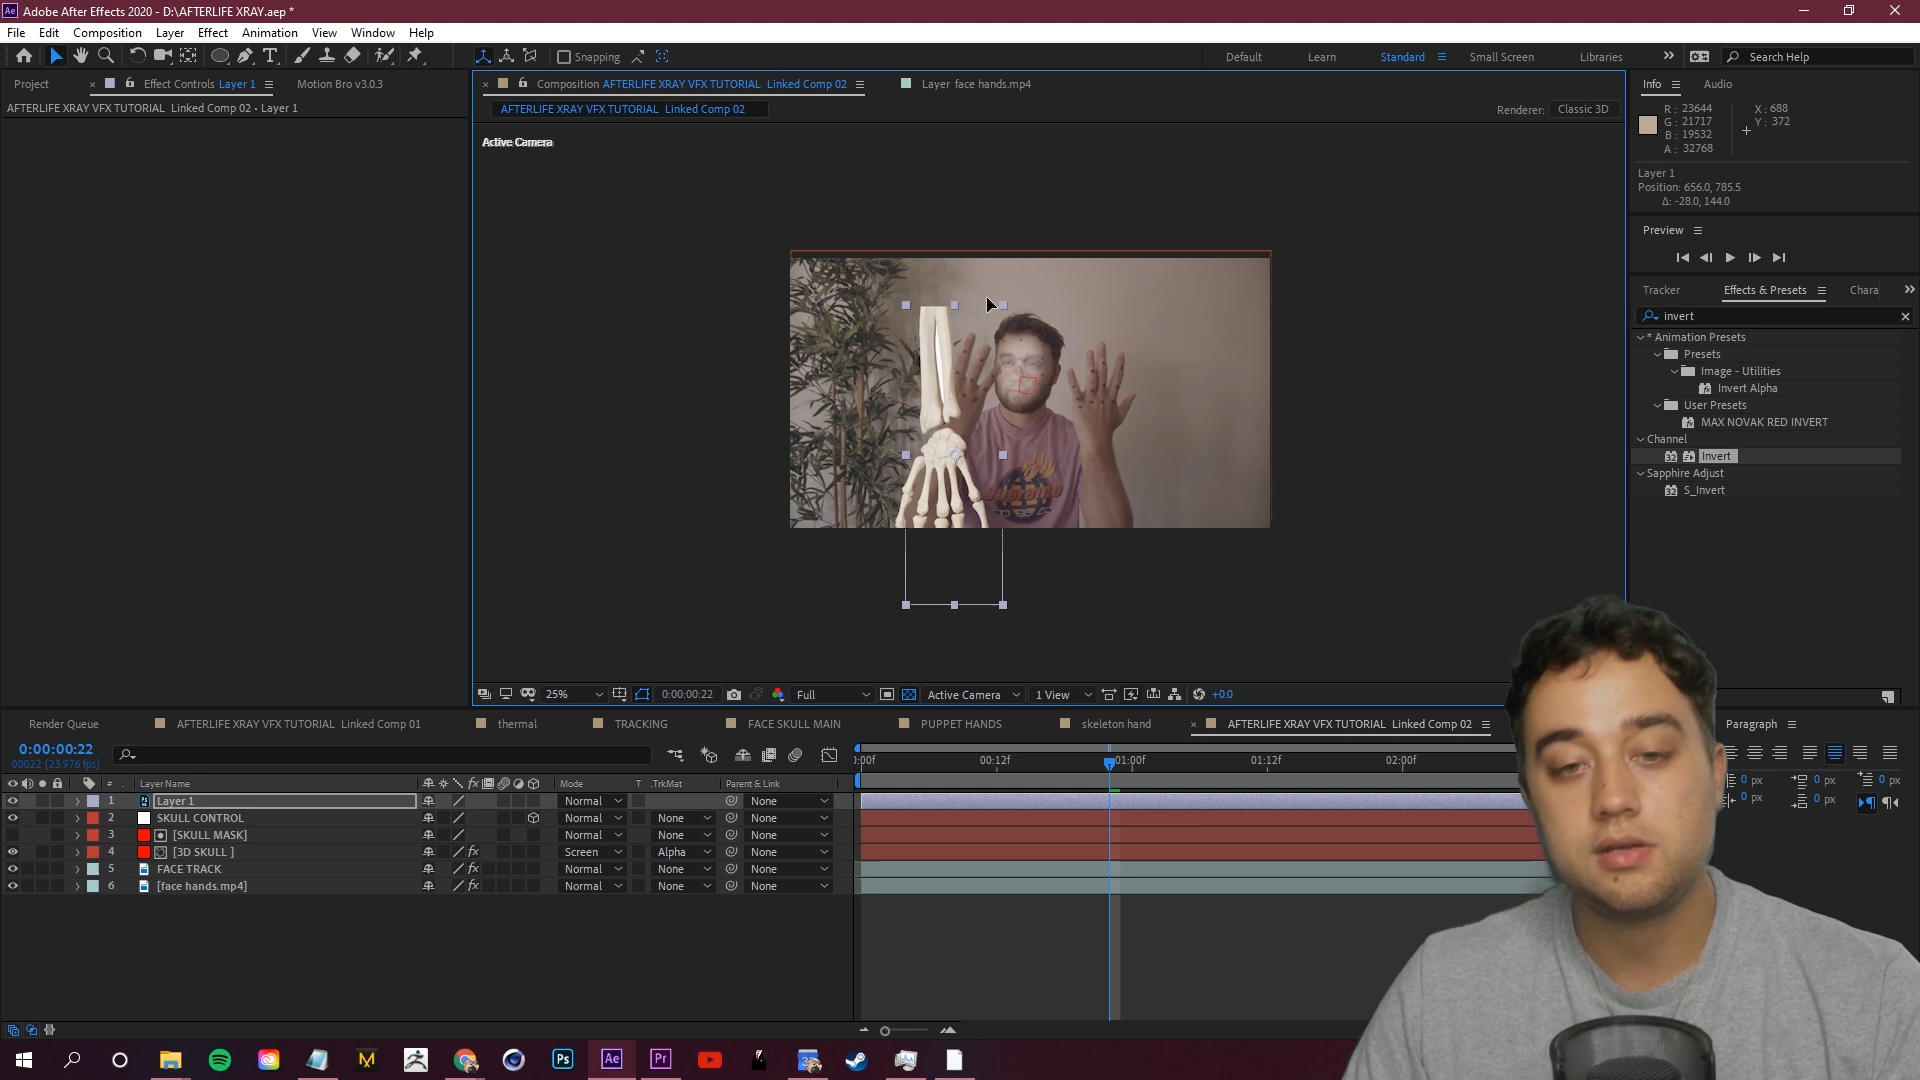 Adobe After Effects 2020 - D:\AFTERLIFE XRAY.aep *
File Edit Composition Layer Effect Animation View Window Help
Snapping
Default Learn Standard Small Screen Libraries Search Help
Project Effect Controls Layer 1 Motion Bro v3.0.3
AFTERLIFE XRAY VFX TUTORIAL Linked Comp 02 • Layer 1
Composition AFTERLIFE XRAY VFX TUTORIAL Linked Comp 02
Layer face hands.mp4
AFTERLIFE XRAY VFX TUTORIAL Linked Comp 02
Renderer: Classic 3D
Active Camera
supreme
Info Audio
R: 23644
G: 21717
B: 19532
A: 32768
X: 688
Y: 372
Layer 1
Position: 656.0, 785.5
Δ: -28.0, 144.0
Preview
Tracker Effects & Presets Chara
invert
* Animation Presets
Presets
Image - Utilities
Invert Alpha
User Presets
MAX NOVAK RED INVERT
Channel
32 Invert
Sapphire Adjust
32 S_Invert
25% 0:00:00:22 Full Active Camera 1 View +0.0
Render Queue AFTERLIFE XRAY VFX TUTORIAL Linked Comp 01 thermal TRACKING FACE SKULL MAIN PUPPET HANDS skeleton hand AFTERLIFE XRAY VFX TUTORIAL Linked Comp 02
Paragraph
0:00:00:22
00022 (23.976 fps)
:00f 00:12f 01:00f 01:12f 02:00f
# Layer Name fx Mode T .TrkMat Parent & Link
1 Layer 1 Normal None
2 SKULL CONTROL Normal None None
3 [SKULL MASK] Normal None None
4 [3D SKULL ] fx Screen Alpha None
5 FACE TRACK Normal None None
6 [face hands.mp4] fx Normal None None
0 px 0 px 0 px
0 px 0 px
Ps Ae Pr